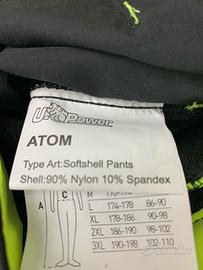 U Power
ATOM
Type Art:Softshell Pants
Shell:90% Nylon 10% Spandex
C
L 174-178 86-90
XL 178-186 90-98
2XL 186-190 98-102
3XL 190-198 102-110